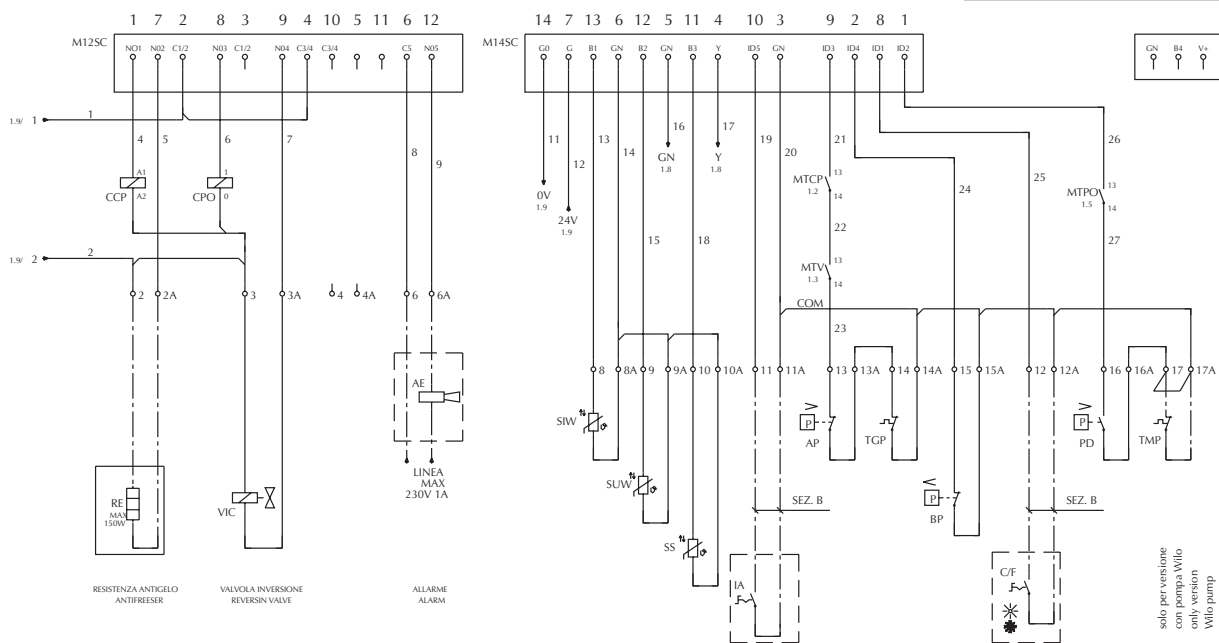 1 7 2 8 3 9 4 10 5 11 6 12
14 7 13 6 12 5 11 4 10 3 9 2 8 1
M12SC
NO1 N02 C1/2 N03 C1/2 N04 C3/4 C3/4 C5 N05
M14SC
G0 G B1 GN B2 GN B3 Y ID5 GN ID3 ID4 ID1 ID2
GN B4 V+
1.9/ 1
1
4 5 6 7 8 9
11 12 13 14 16 17 19 20 21 26
GN
1.8
Y
1.8
A1
A2
CCP
1
0
CPO
0V
1.9
24V
1.9
15 18
MTCP
1.2
13
14
22
24
25
MTPO
1.5
13
14
27
1.9/ 2
2
MTV
1.3
13
14
COM
23
2 2A 3 3A 4 4A 6 6A
8 8A 9 9A 10 10A 11 11A 13 13A 14 14A 15 15A 12 12A 16 16A 17 17A
AE
SIW
P
AP
TGP
P
PD
TMP
LINEA
MAX
230V 1A
RE
MAX
150W
VIC
SUW
SEZ. B
P
BP
SEZ. B
SS
IA
C/F
RESISTENZA ANTIGELO
ANTIFREESER
VALVOLA INVERSIONE
REVERSIN VALVE
ALLARME
ALARM
solo per versione
con pompa Wilo
only version
Wilo pump